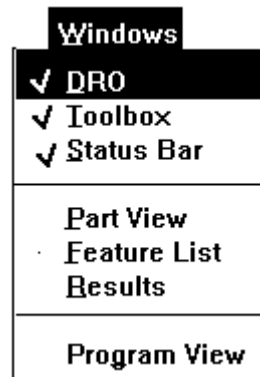 Windows
DRO
Toolbox
Status Bar
Part View
Feature List
Results
Program View